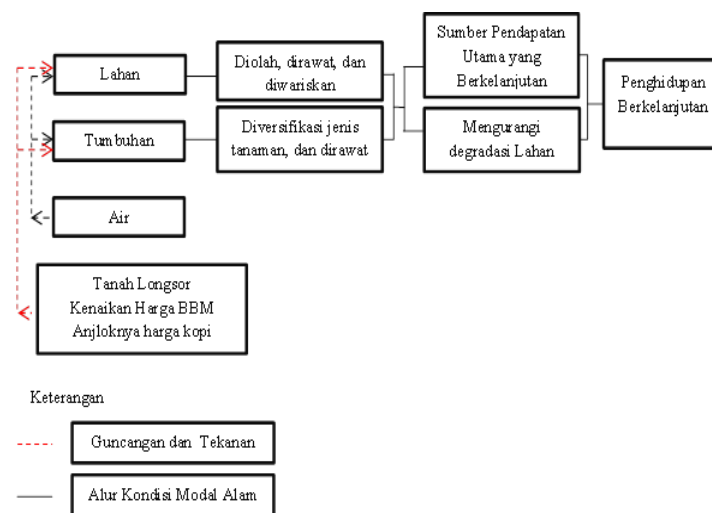 Lahan
Diolah, dirawat, dan
diwariskan
Sumber Pendapatan
Utama yang
Berkelanjutan
Penghidupan
Berkelanjutan
Tumbuhan
Diversifikasi jenis
tanaman, dan dirawat
Mengurangi
degradasi Lahan
Air
Tanah Longsor
Kenaikan Harga BBM
Anjloknya harga kopi
Keterangan
Guncangan dan Tekanan
Alur Kondisi Modal Alam